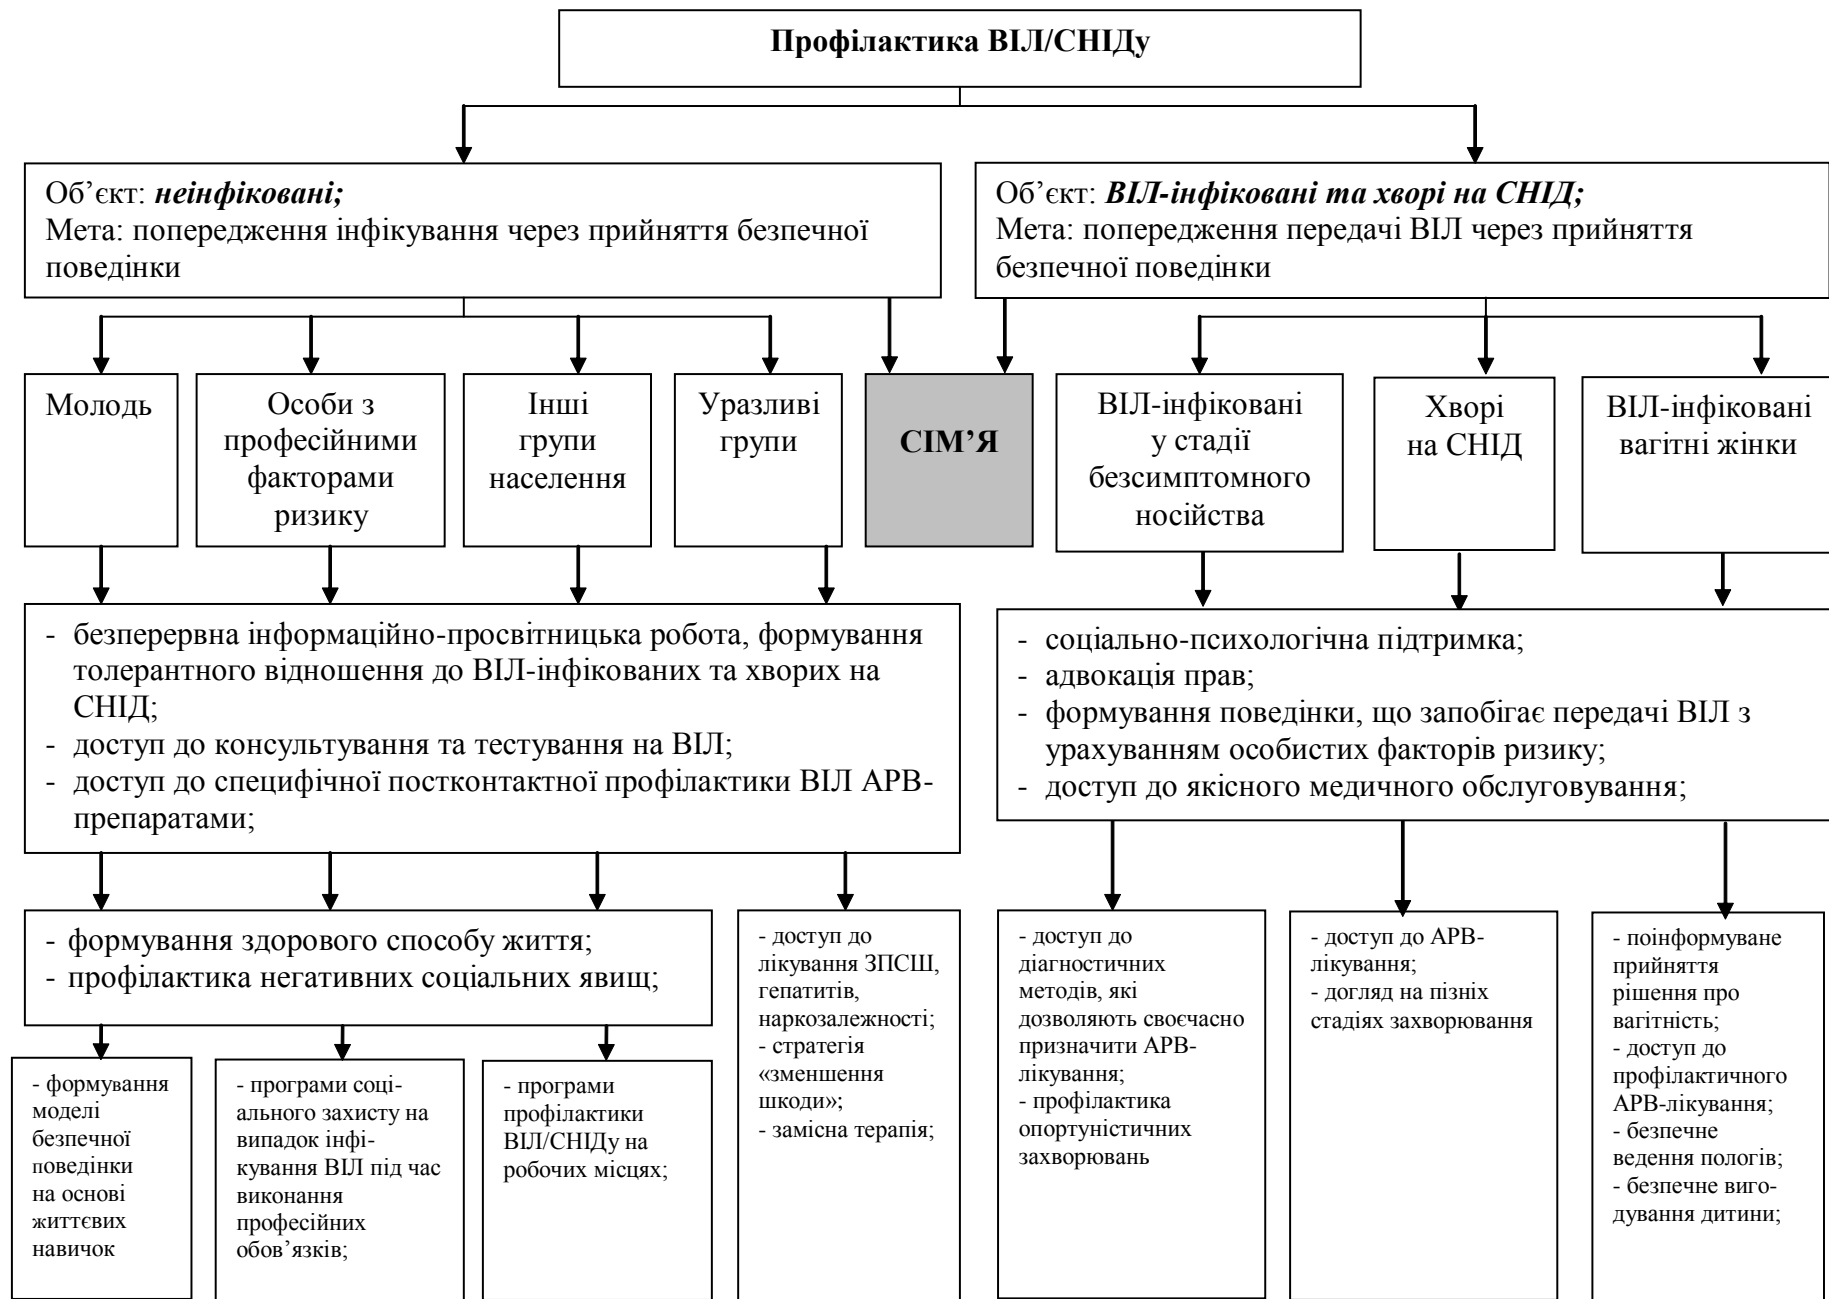 Профілактика ВІЛ/СНІДу
Об’єкт: неінфіковані;
Мета: попередження інфікування через прийняття безпечної
поведінки
Об’єкт: ВІЛ-інфіковані та хворі на СНІД;
Мета: попередження передачі ВІЛ через прийняття
безпечної поведінки
Молодь
Особи з
професійними
факторами
ризику
Інші
групи
населення
Уразливі
групи
СІМ’Я
ВІЛ-інфіковані
у стадії
безсимптомного
носійства
Хворі
на СНІД
ВІЛ-інфіковані
вагітні жінки
- безперервна інформаційно-просвітницька робота, формування
толерантного відношення до ВІЛ-інфікованих та хворих на
СНІД;
- доступ до консультування та тестування на ВІЛ;
- доступ до специфічної постконтактної профілактики ВІЛ АРВ-
препаратами;
- соціально-психологічна підтримка;
- адвокація прав;
- формування поведінки, що запобігає передачі ВІЛ з
урахуванням особистих факторів ризику;
- доступ до якісного медичного обслуговування;
- формування здорового способу життя;
- профілактика негативних соціальних явищ;
- формування
моделі
безпечної
поведінки
на основі
життєвих
навичок
- програми соці-
ального захисту на
випадок інфі-
кування ВІЛ під час
виконання
професійних
обов’язків;
- програми
профілактики
ВІЛ/СНІДу на
робочих місцях;
- доступ до
лікування ЗПСШ,
гепатитів,
наркозалежності;
- стратегія
«зменшення
шкоди»;
- замісна терапія;
- доступ до
діагностичних
методів, які
дозволяють своєчасно
призначити АРВ-
лікування;
- профілактика
опортуністичних
захворювань
- доступ до АРВ-
лікування;
- догляд на пізніх
стадіях захворювання
- поінформуване
прийняття
рішення про
вагітність;
- доступ до
профілактичного
АРВ-лікування;
- безпечне
ведення пологів;
- безпечне виго-
дування дитини;